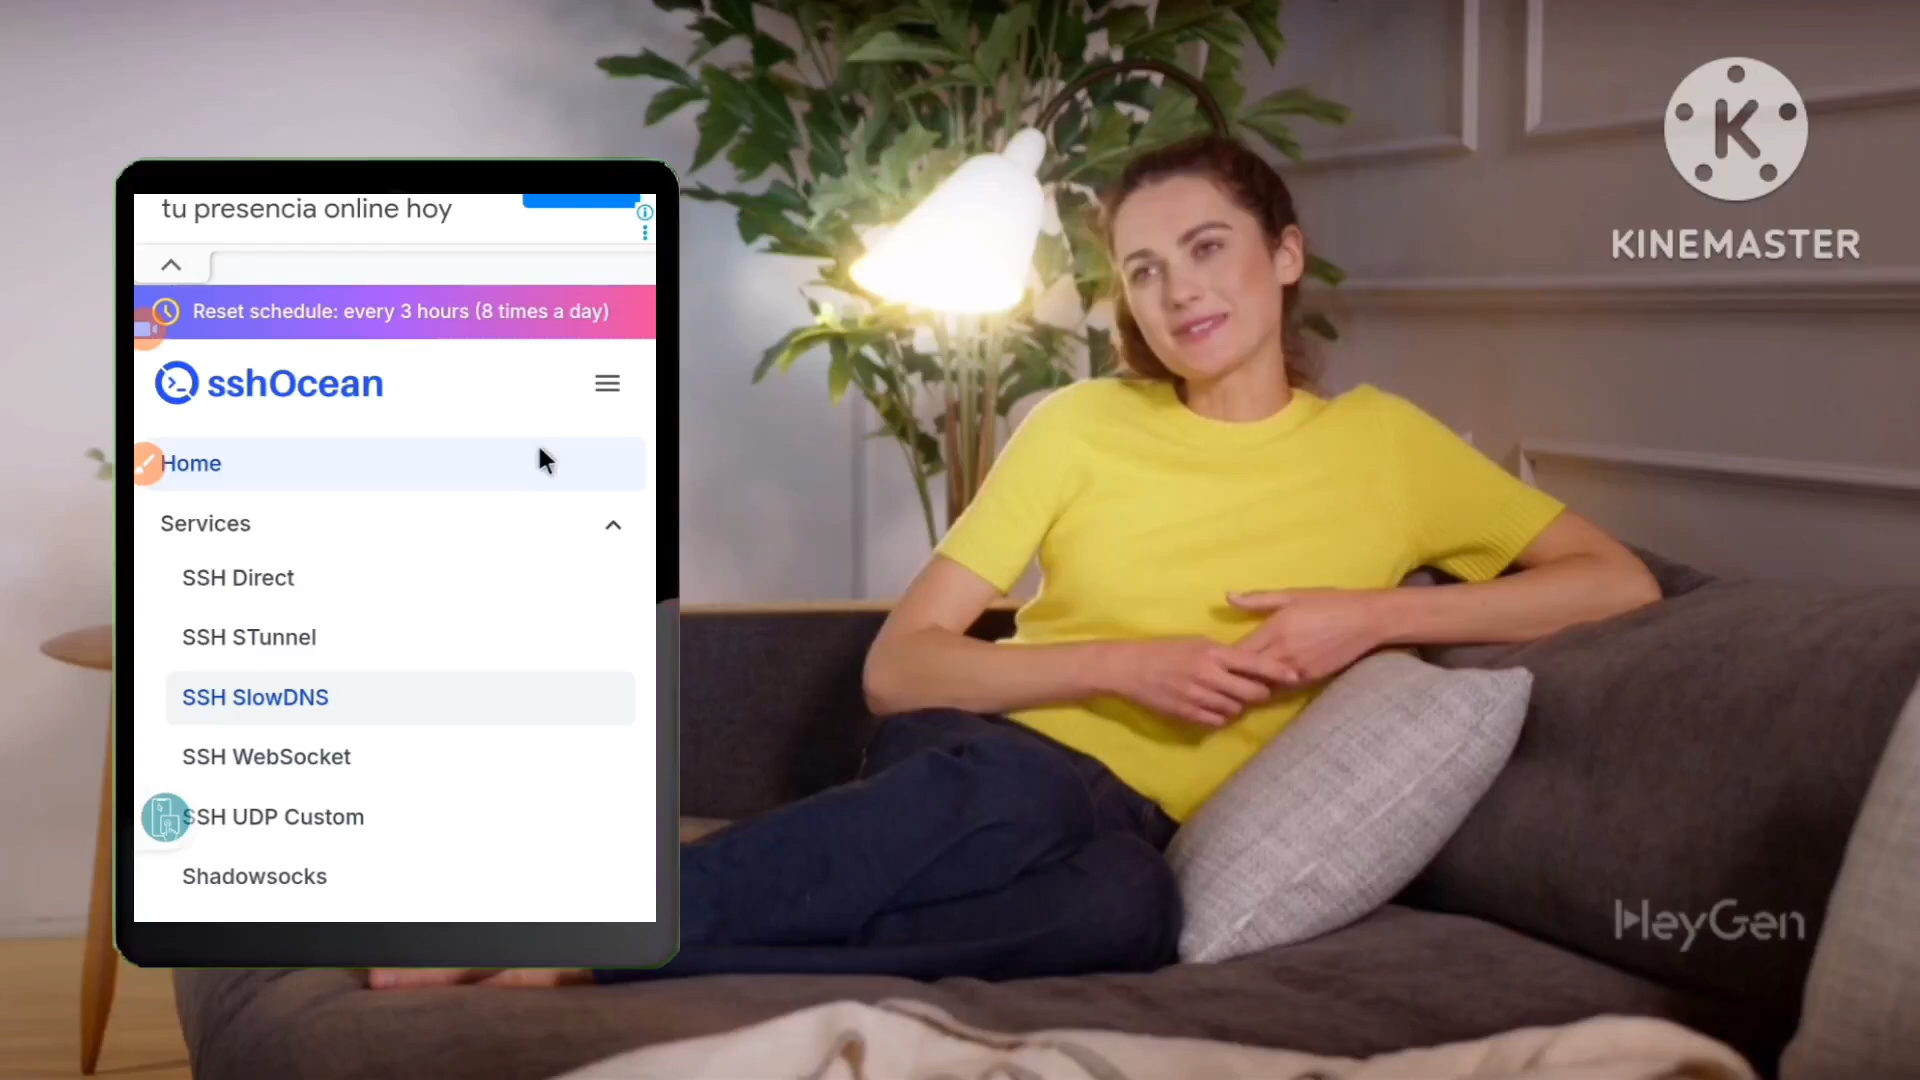 tu presencia online hoy
Reset schedule: every 3 hours (8 times a day)
sshOcean
Home
Services
SSH Direct
SSH STunnel
SSH SlowDNS
SSH WebSocket
SSH UDP Custom
Shadowsocks
K
KINEMASTER
HeyGen